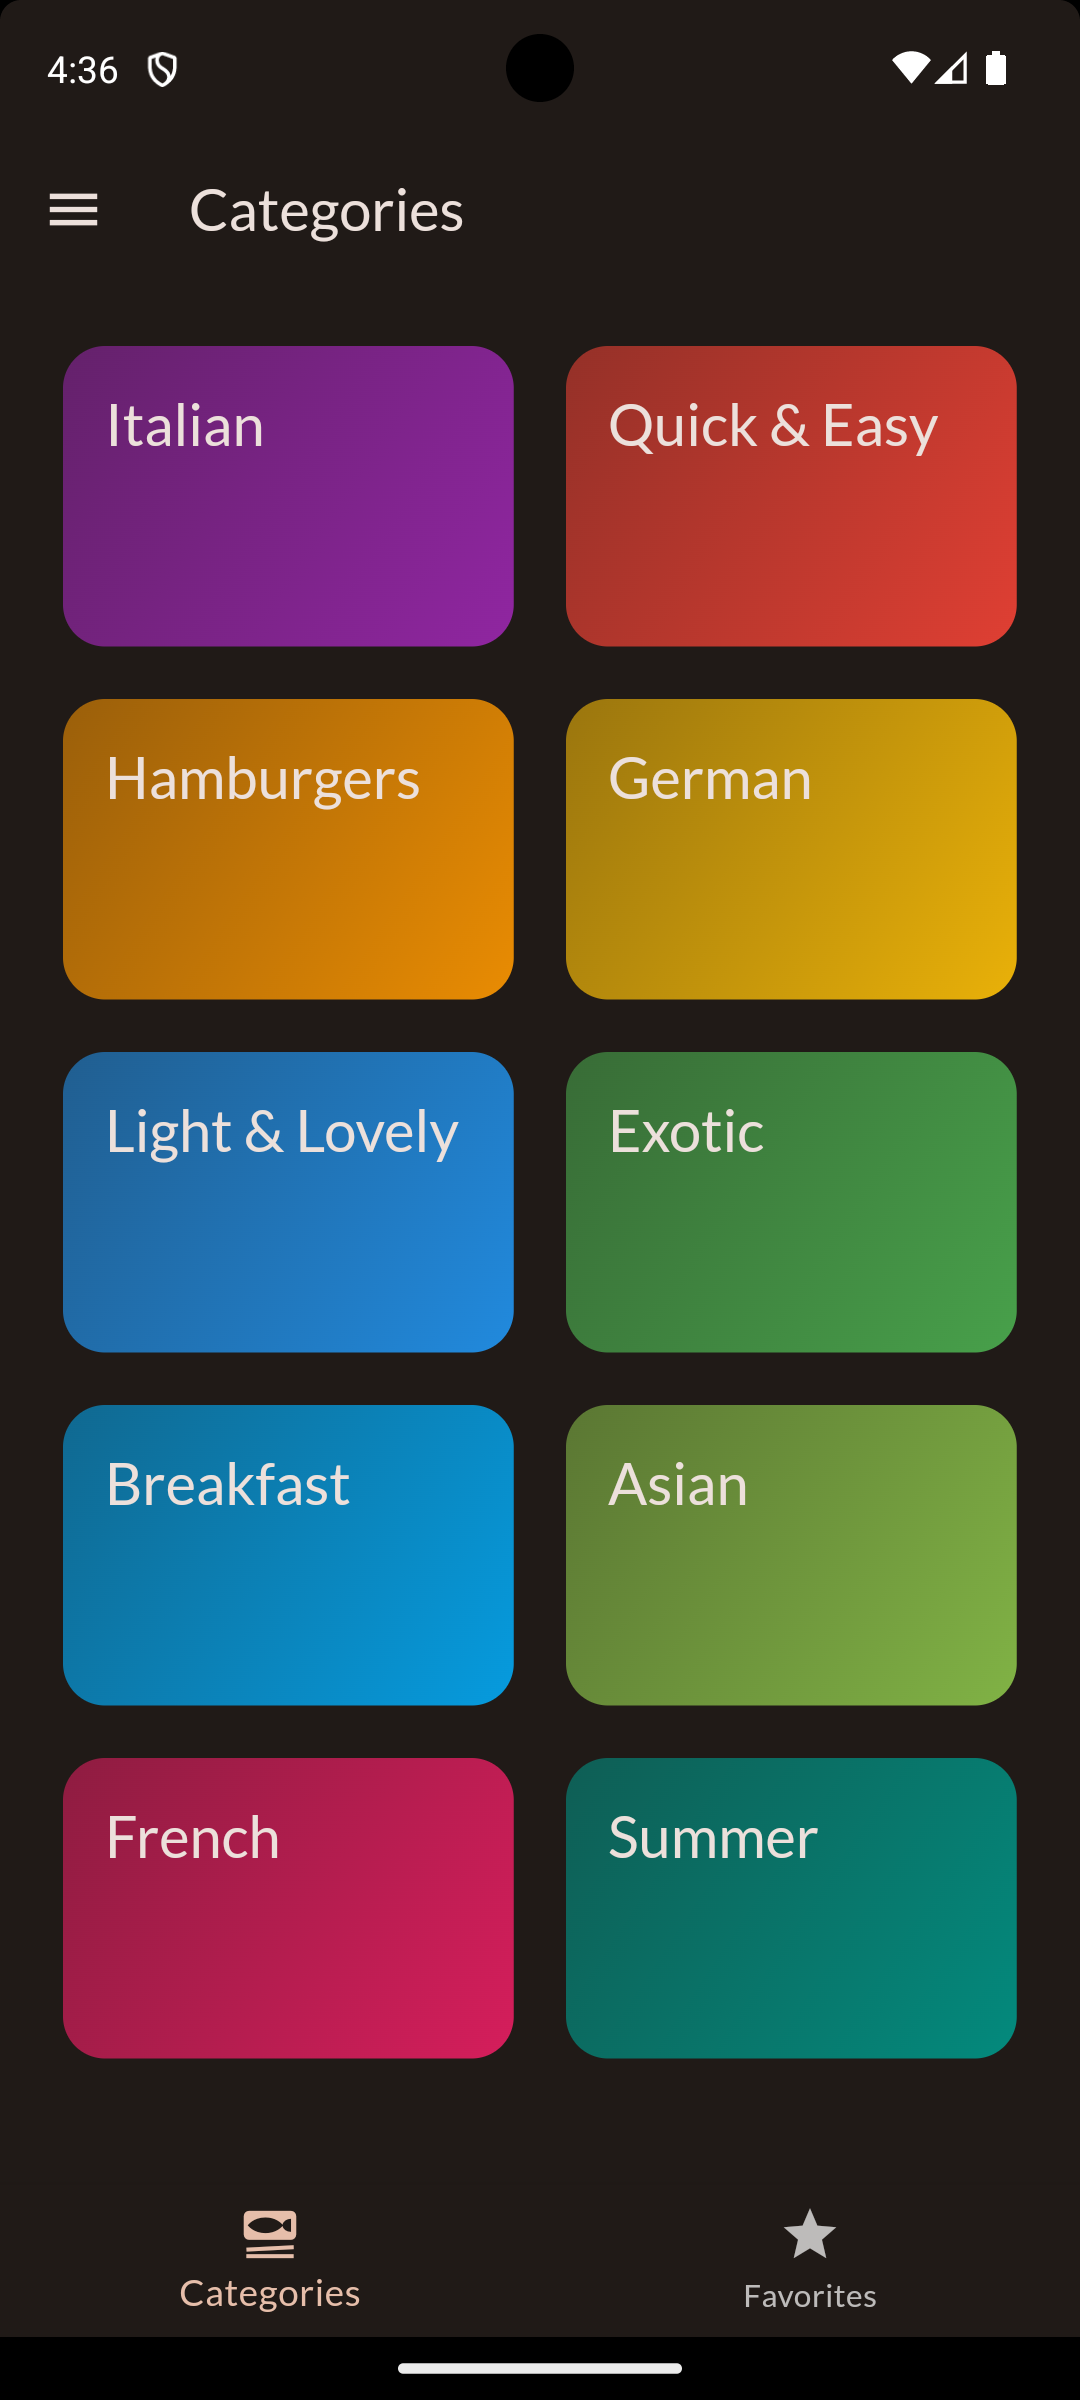 4:36
Categories
Italian
Quick & Easy
Hamburgers
German
Light & Lovely
Exotic
Breakfast
Asian
French
Summer
Categories
Favorites